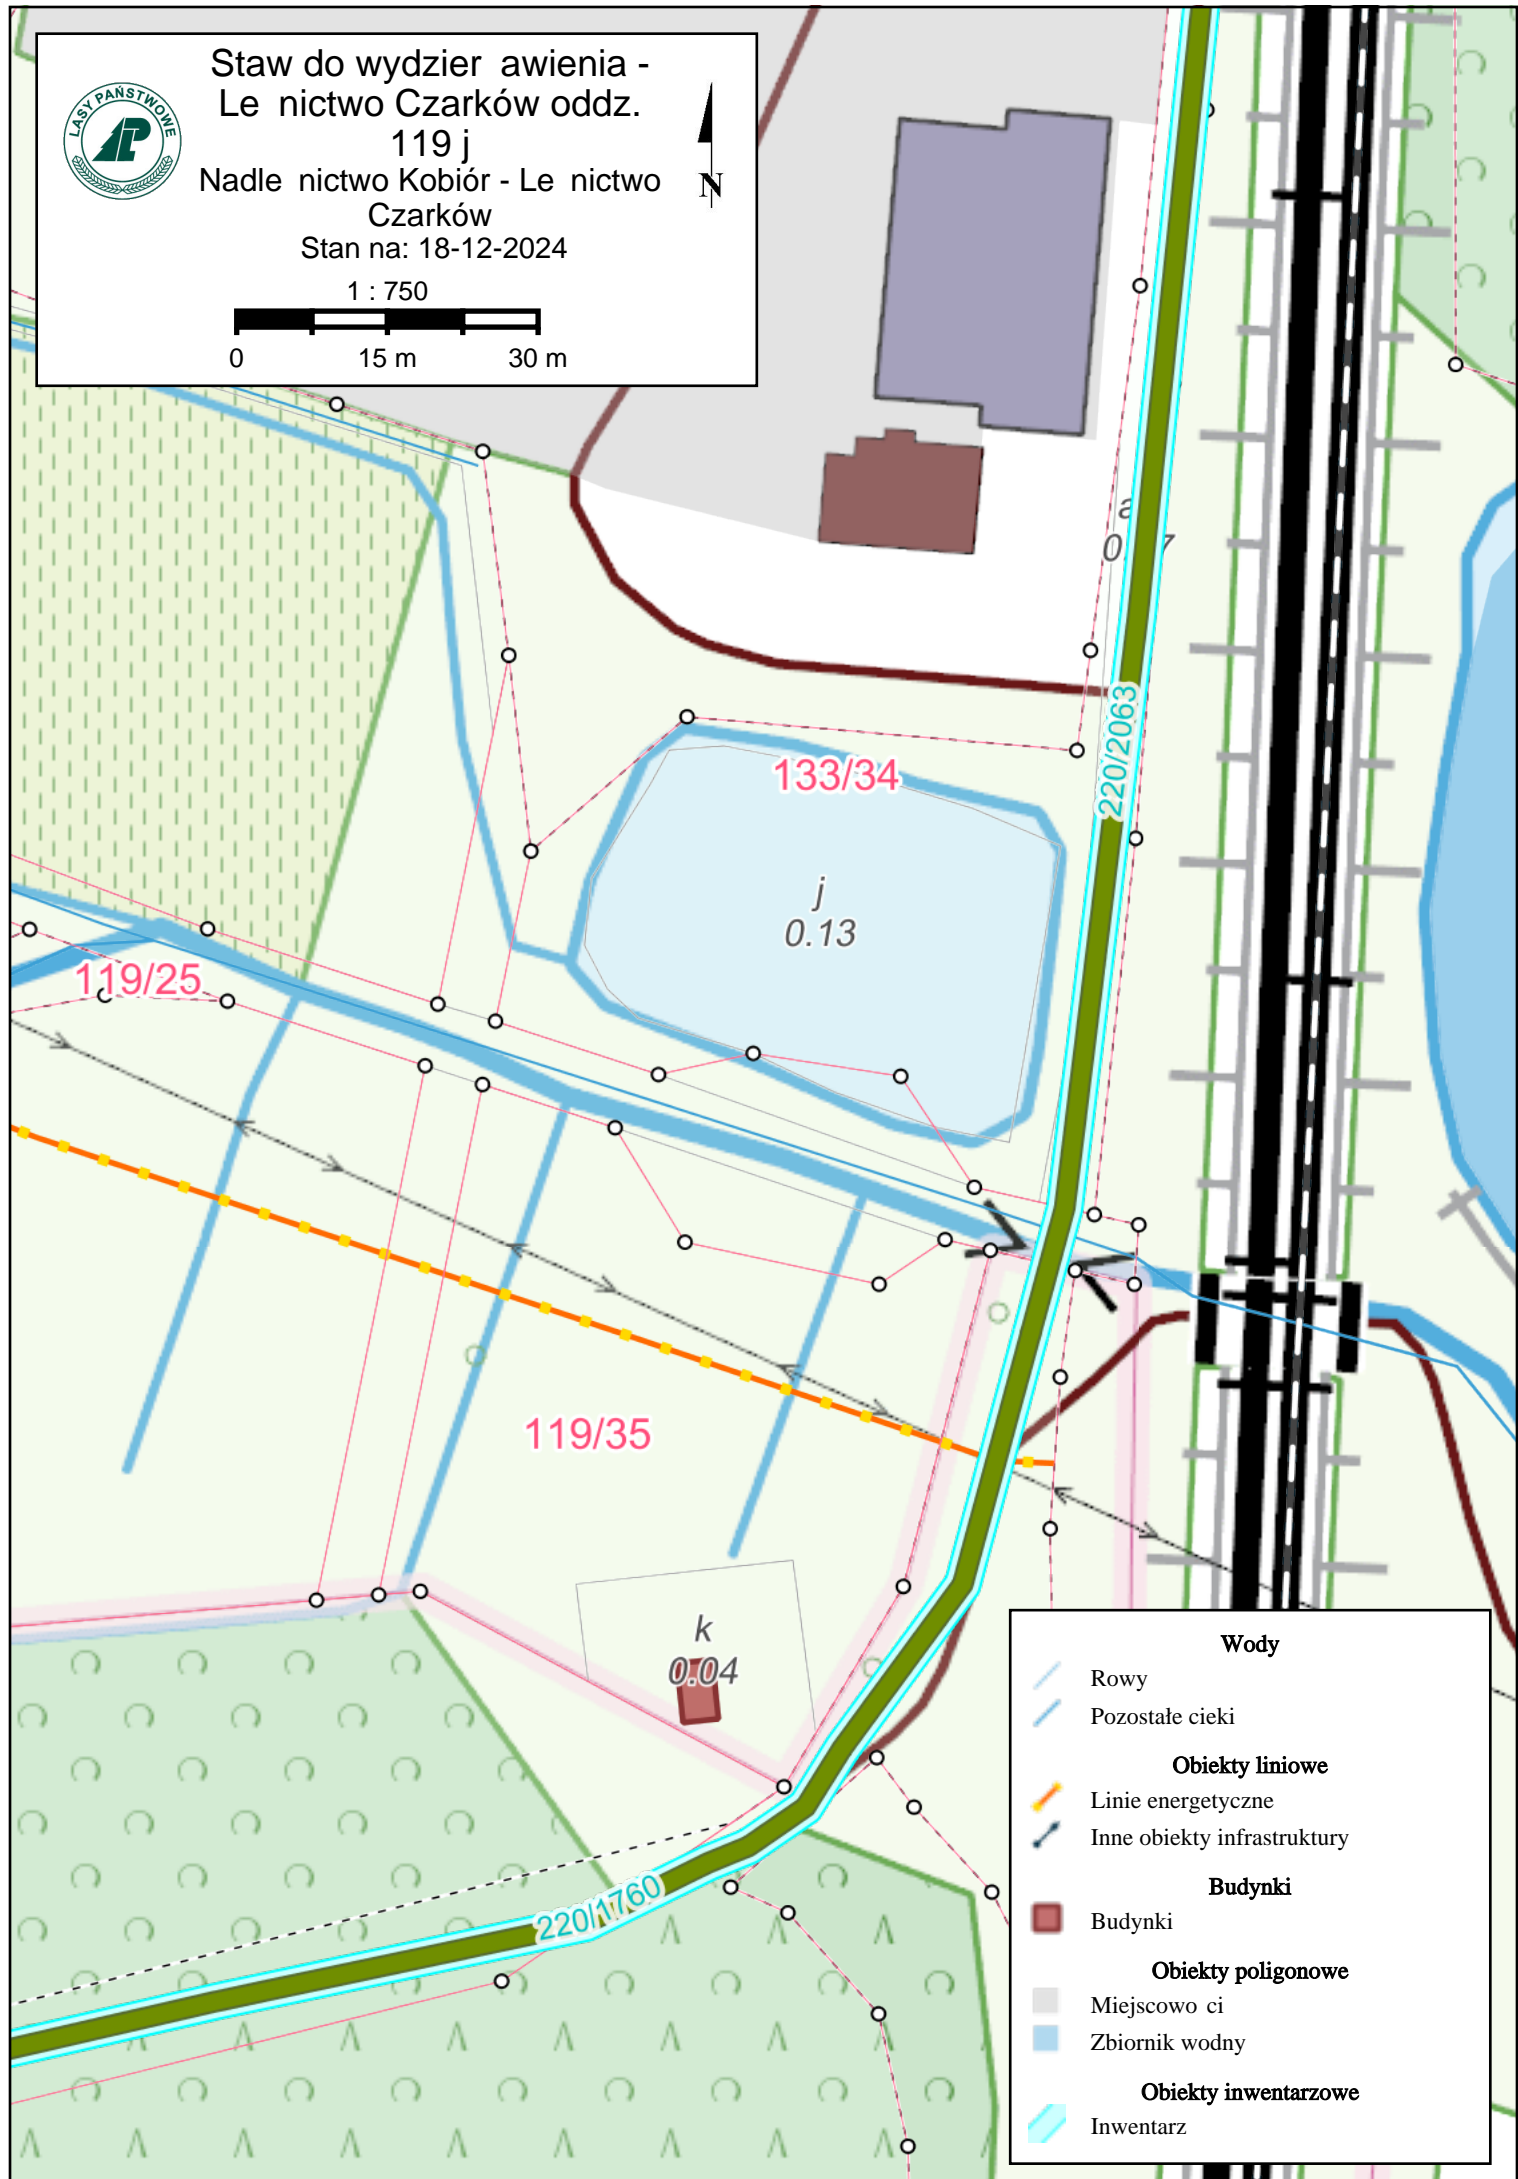 LASY PAŃSTWOWE
Staw do wydzier awienia -
Le nictwo Czarków oddz.
119 j
Nadle nictwo Kobiór - Le nictwo
Czarków
Stan na: 18-12-2024
N
1 : 750
0 15 m 30 m
220/2063
133/34
j
0.13
119/25
119/35
k
0.04
220/1760
Wody
Rowy
Pozostałe cieki
Obiekty liniowe
Linie energetyczne
Inne obiekty infrastruktury
Budynki
Budynki
Obiekty poligonowe
Miejscowo ci
Zbiornik wodny
Obiekty inwentarzowe
Inwentarz